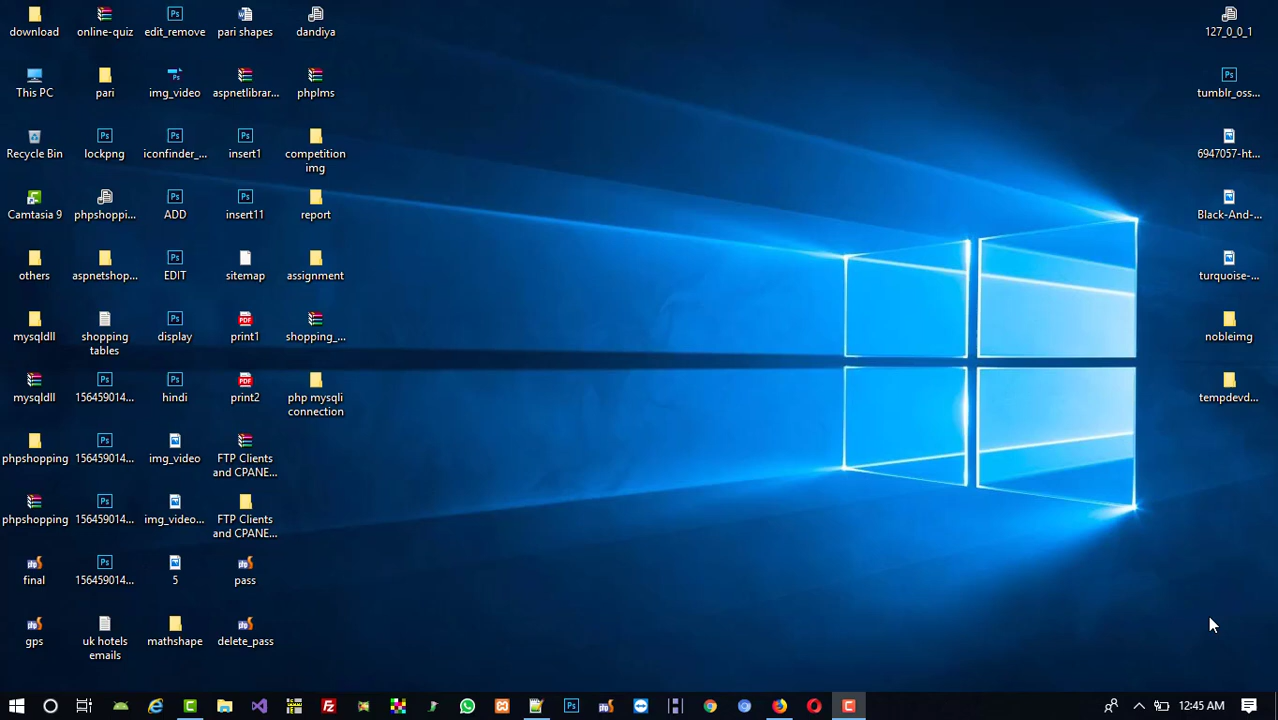 download
online-quiz
edit_remove
pari shapes
dandiya
127_0_0_1
This PC
pari
img_video
aspnetlibrar...
phplms
tumblr_oss...
Recycle Bin
lockpng
iconfinder_...
insert1
competition
img
6947057-ht...
Camtasia 9
phpshoppi...
ADD
insert11
report
Black-And-...
others
aspnetshop...
EDIT
sitemap
assignment
turquoise-...
mysqldll
shopping
tables
display
print1
shopping_...
nobleimg
mysqldll
156459014...
hindi
print2
php mysqli
connection
tempdevd...
phpshopping
156459014...
img_video
FTP Clients
and CPANE...
phpshopping
156459014...
img_video...
FTP Clients
and CPANE...
final
156459014...
5
pass
gps
uk hotels
emails
mathshape
delete_pass
12:45 AM